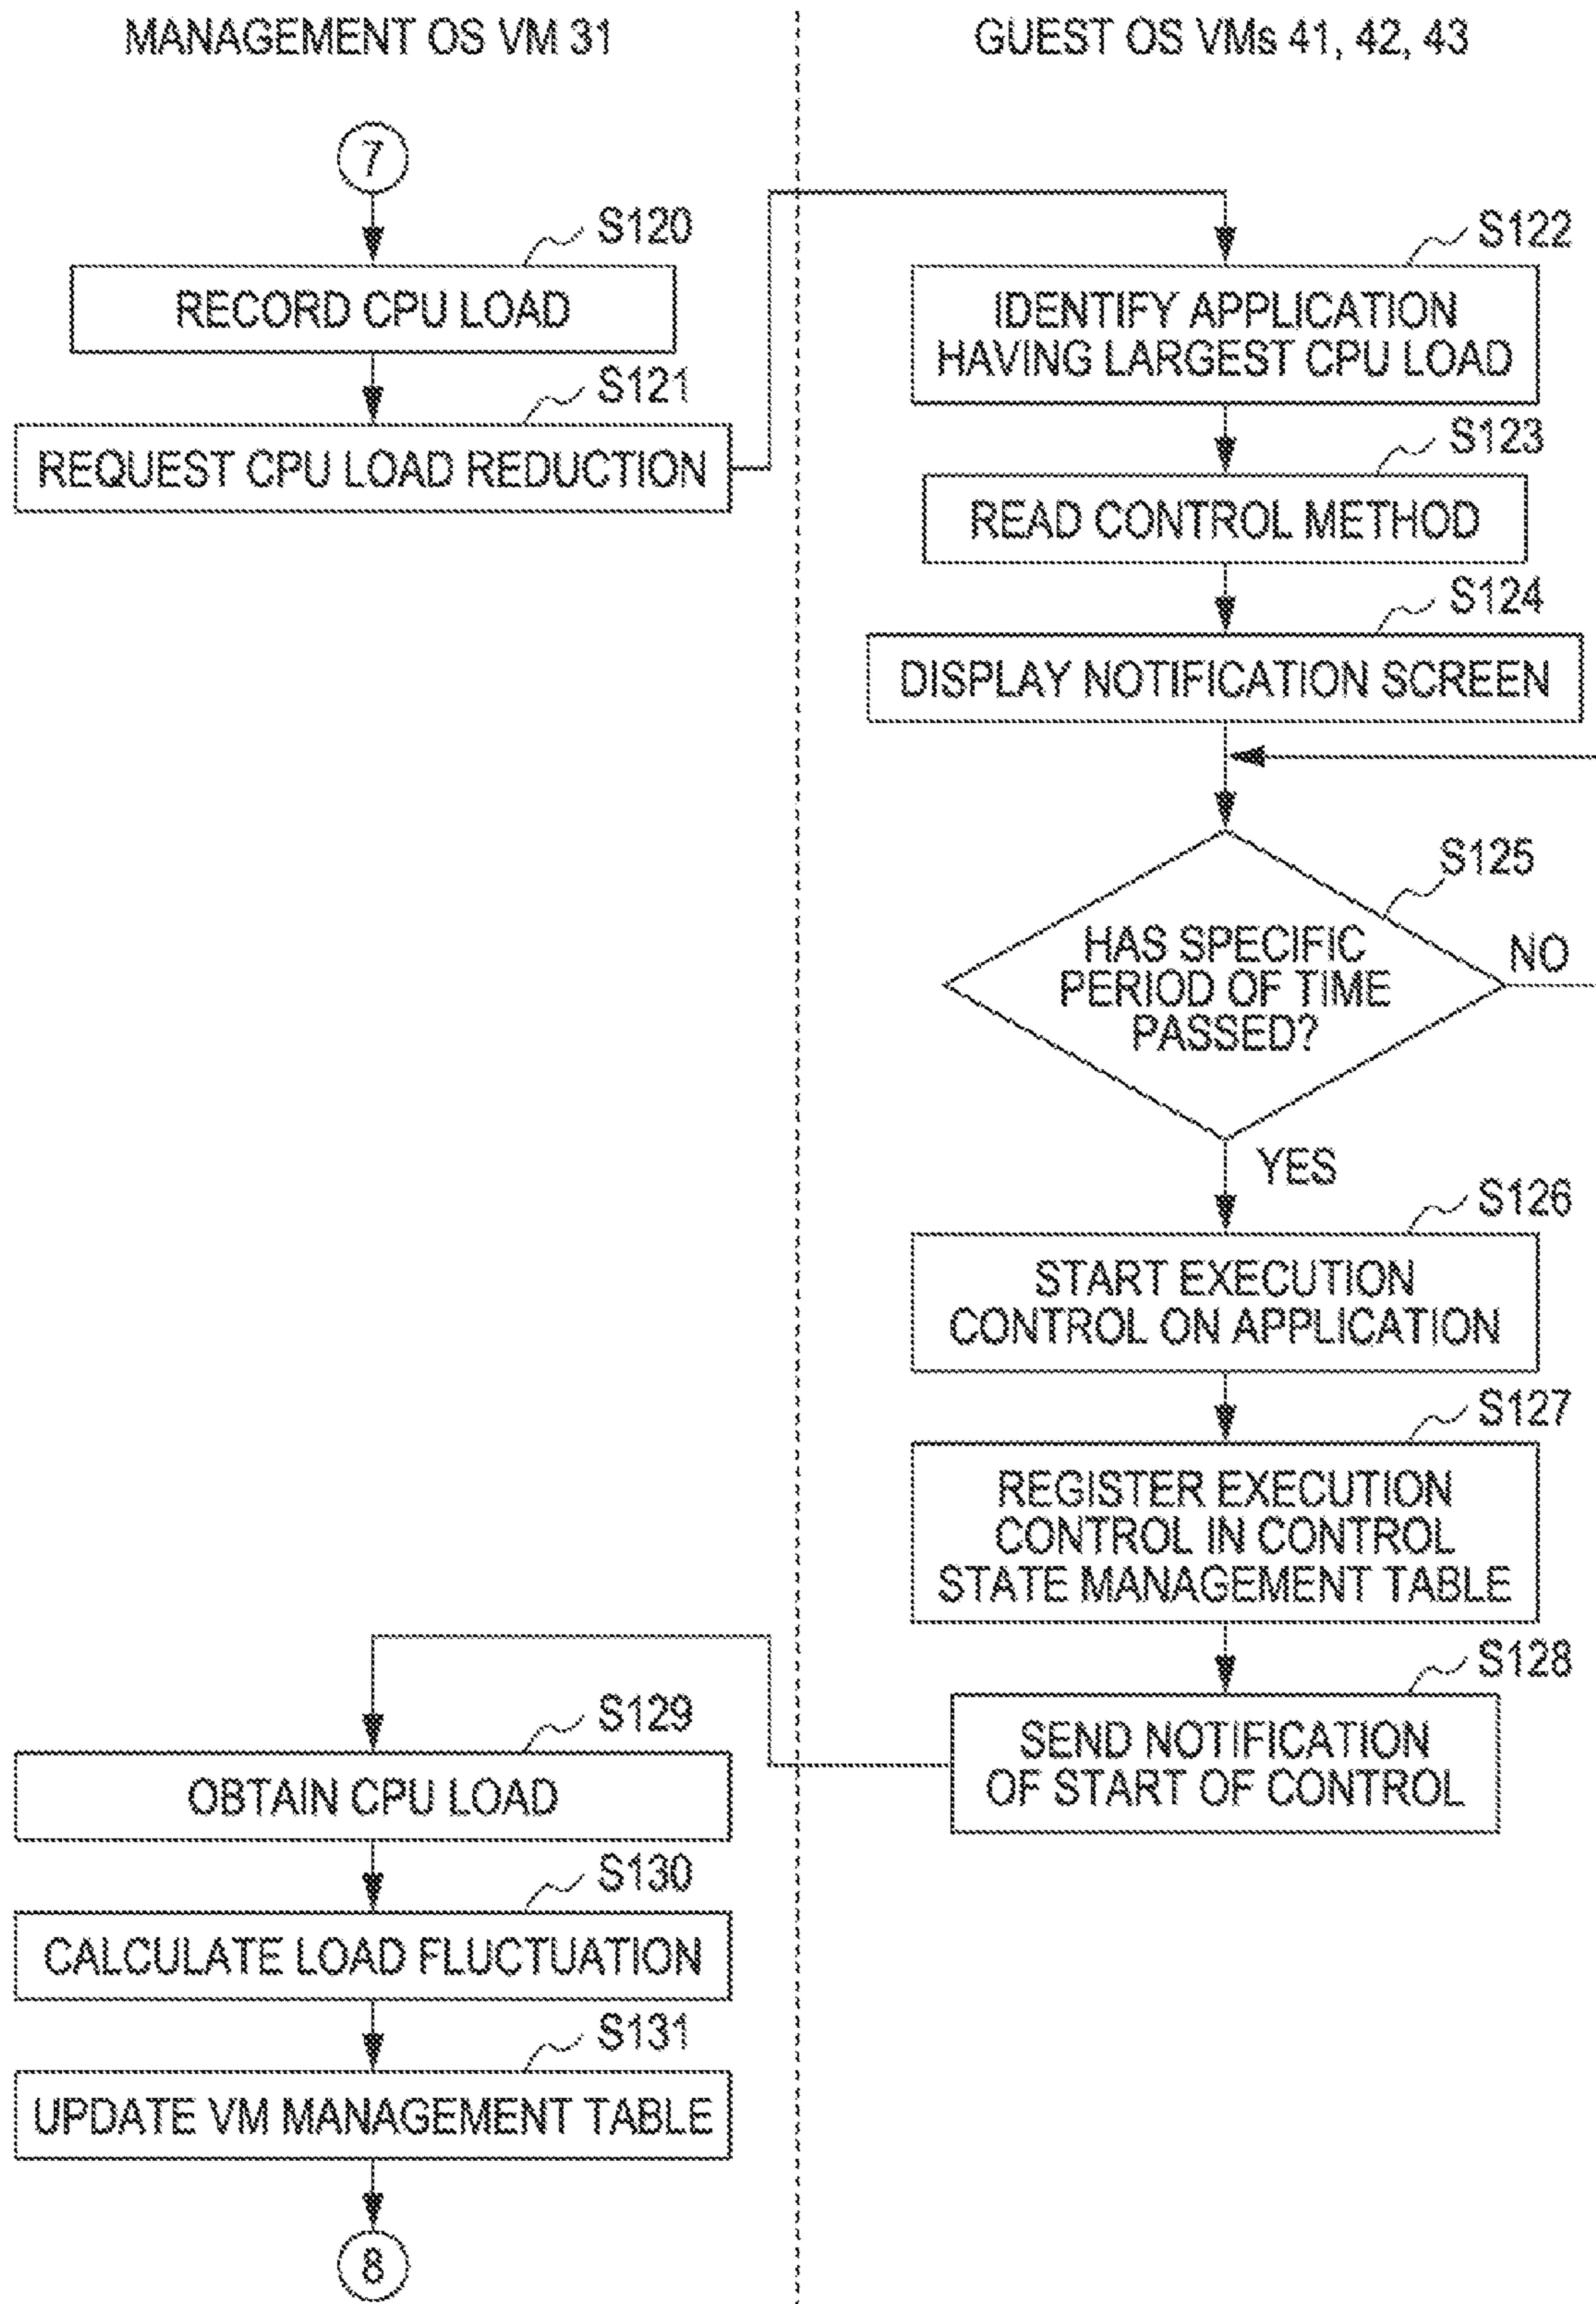 MANAGEMENT OS VM 31
GUEST OS VMs 41, 42, 43
7
S120
RECORD CPU LOAD
S121
REQUEST CPU LOAD REDUCTION
S122
IDENTIFY APPLICATION
HAVING LARGEST CPU LOAD
S123
READ CONTROL METHOD
S124
DISPLAY NOTIFICATION SCREEN
S125
HAS SPECIFIC
PERIOD OF TIME
PASSED?
NO
YES
S126
START EXECUTION
CONTROL ON APPLICATION
S127
REGISTER EXECUTION
CONTROL IN CONTROL
STATE MANAGEMENT TABLE
S128
SEND NOTIFICATION
OF START OF CONTROL
S129
OBTAIN CPU LOAD
S130
CALCULATE LOAD FLUCTUATION
S131
UPDATE VM MANAGEMENT TABLE
8